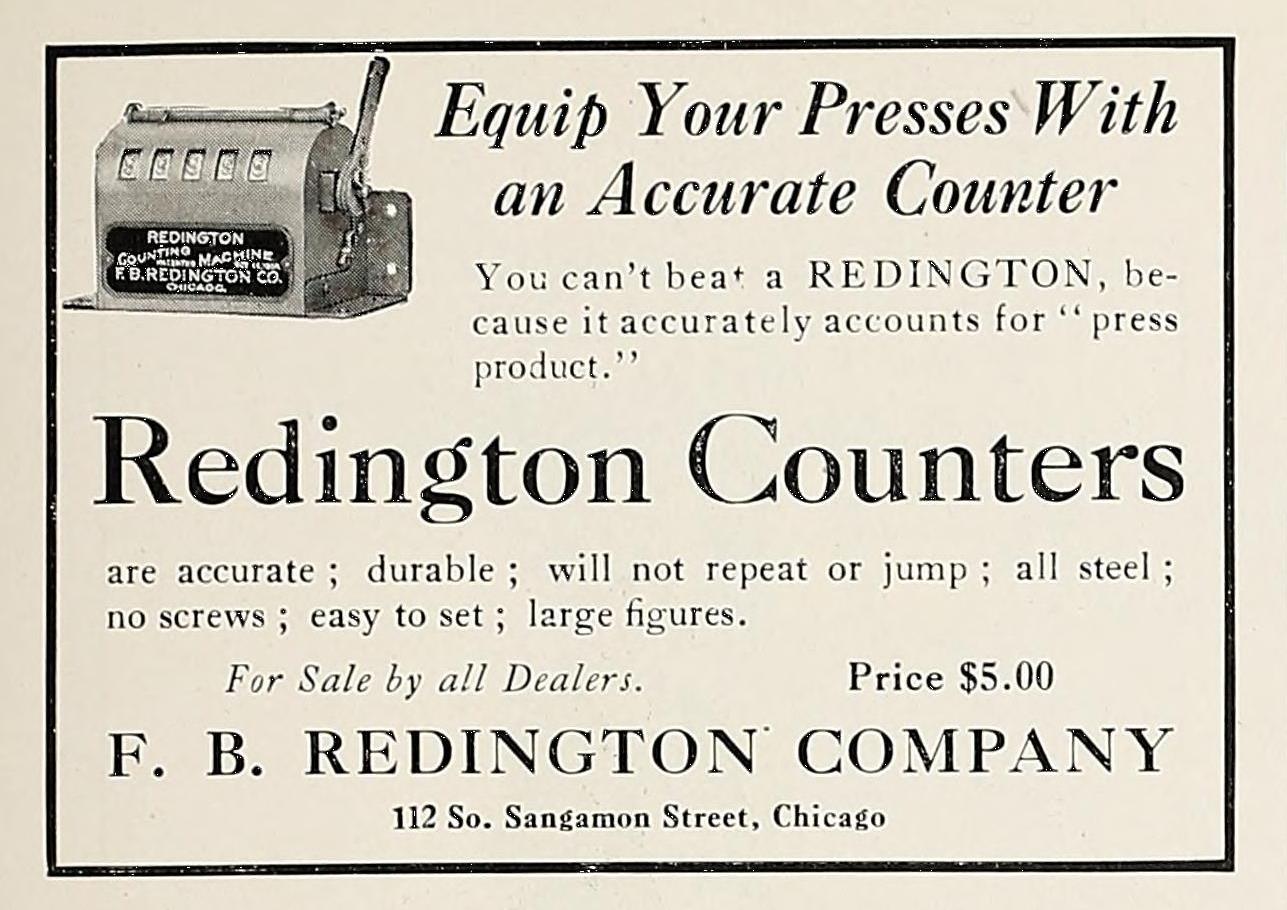 Equip Your Presses With
an Accurate Counter
99999
REDINGTON
COUNTING MACHINE
F.B. REDINGTON CO.
CHICAGO.
You can't beat a REDINGTON, be-
cause it accurately accounts for "press
product."
Redington Counters
are accurate; durable; will not repeat or jump; all steel;
no screws; easy to set; large figures.
For Sale by all Dealers. Price $5.00
F. B. REDINGTON COMPANY
112 So. Sangamon Street, Chicago